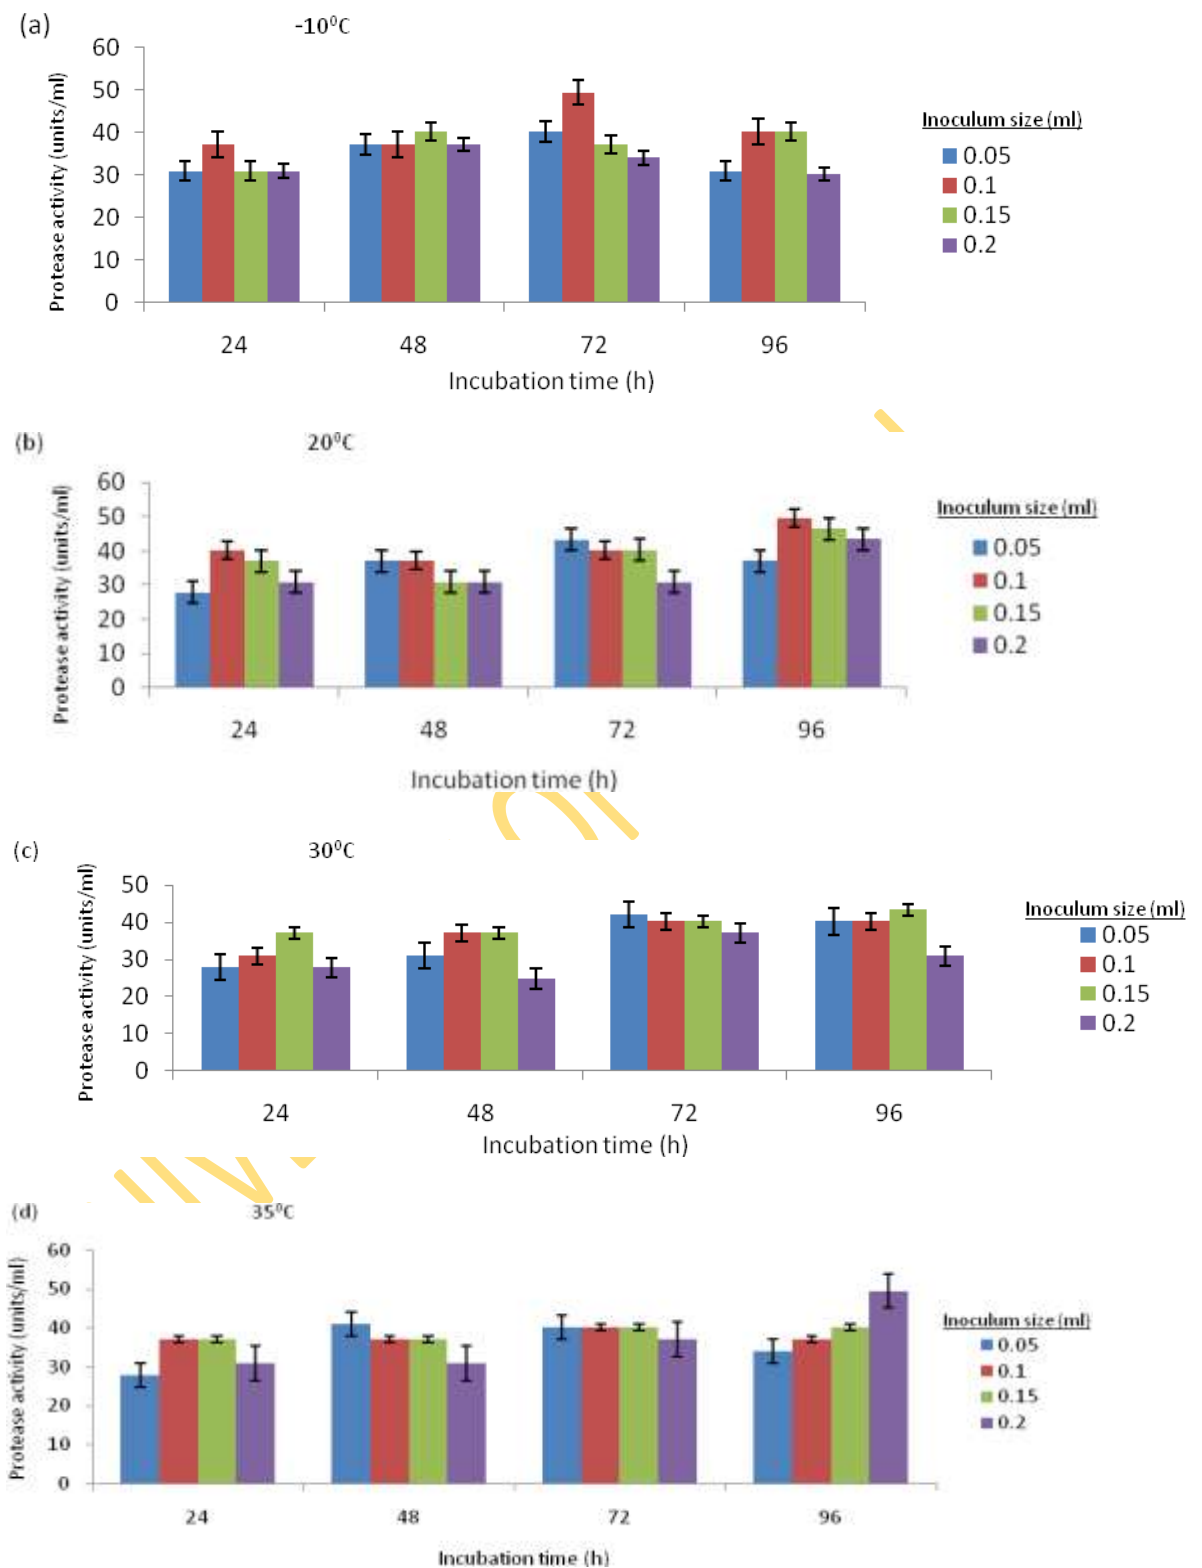 (a)
-10⁰C
Protease activity (units/ml)
60
50
40
30
20
10
0
24 48 72 96
Incubation time (h)
Inoculum size (ml)
0.05
0.1
0.15
0.2
(b)
20⁰C
Protease activity (units/ml)
60
50
40
30
20
10
0
24 48 72 96
Incubation time (h)
Inoculum size (ml)
0.05
0.1
0.15
0.2
(c)
30⁰C
Protease activity (units/ml)
50
40
30
20
10
0
24 48 72 96
Incubation time (h)
Inoculum size (ml)
0.05
0.1
0.15
0.2
(d)
35⁰C
Protease activity (units/ml)
60
50
40
30
20
10
0
24 48 72 96
Incubation time (h)
Inoculum size (ml)
0.05
0.1
0.15
0.2